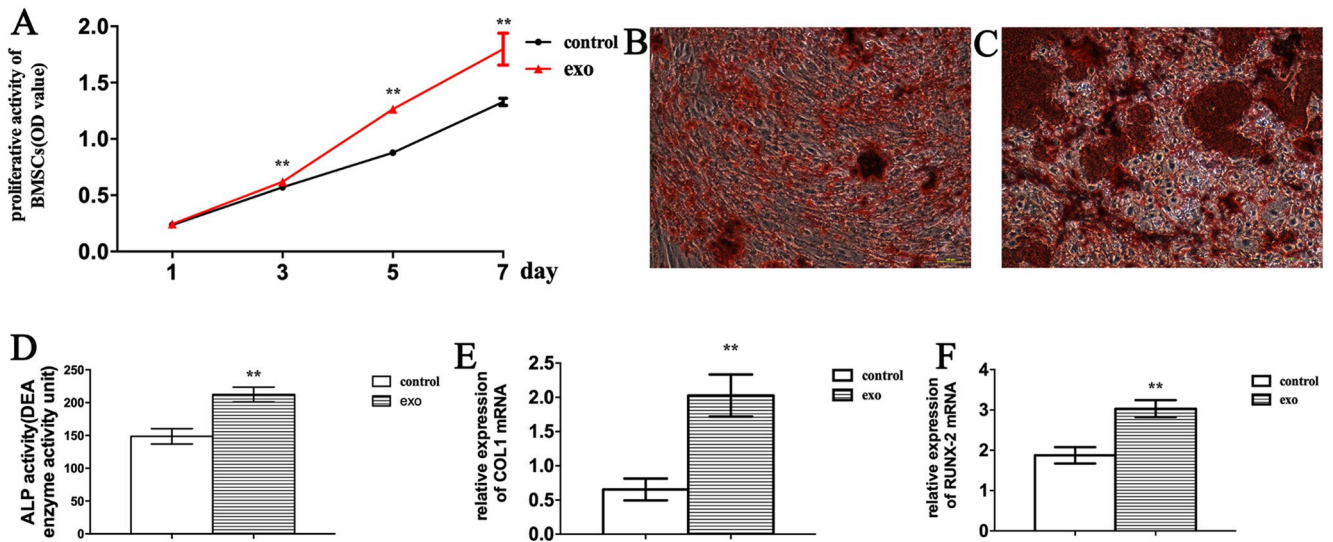 A
proliferative activity of
BMSCs(OD value)
2.0
1.5
1.0
0.5
0.0
1
3
5
7
day
**
**
**
control
exo
B
C
D
ALP activity(DEA
enzyme activity unit)
250
200
150
100
50
0
**
control
exo
E
relative expression
of COL1 mRNA
2.5
2.0
1.5
1.0
0.5
0.0
**
control
exo
F
relative expression
of RUNX-2 mRNA
4
3
2
1
0
**
control
exo